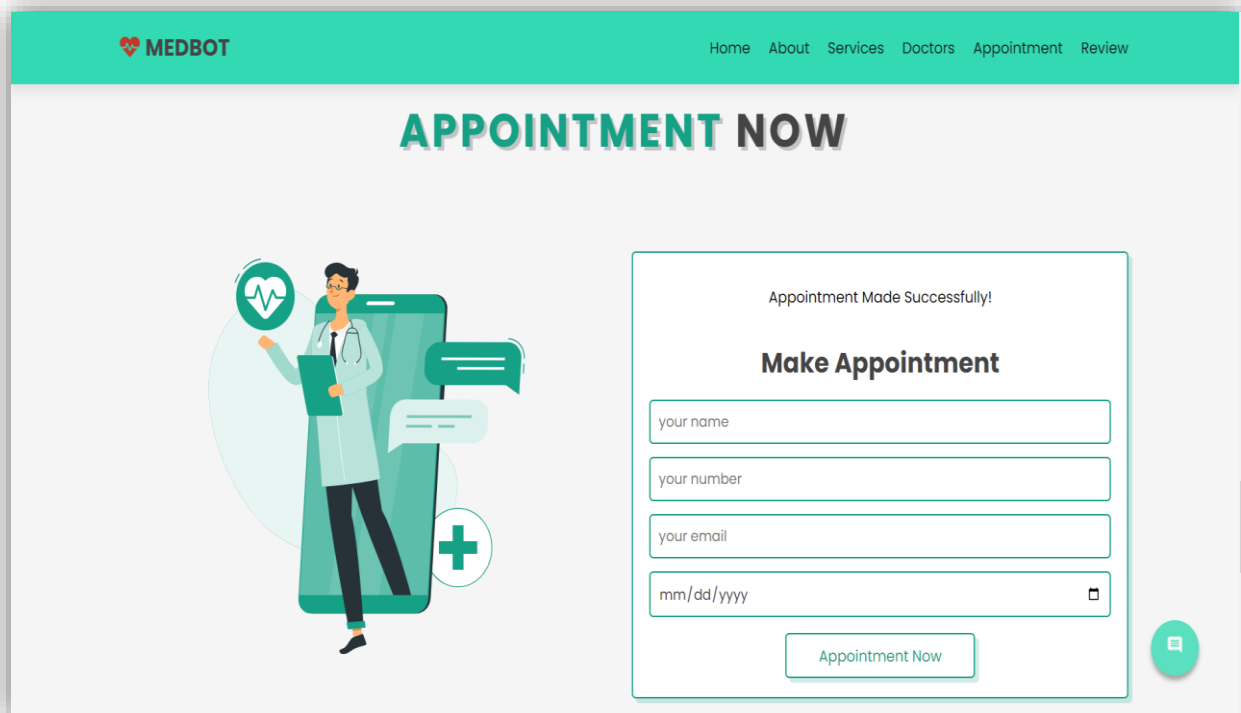 MEDBOT
Home About Services Doctors Appointment Review
APPOINTMENT NOW
Appointment Made Successfully!
Make Appointment
your name
your number
your email
mm/dd/yyyy
Appointment Now